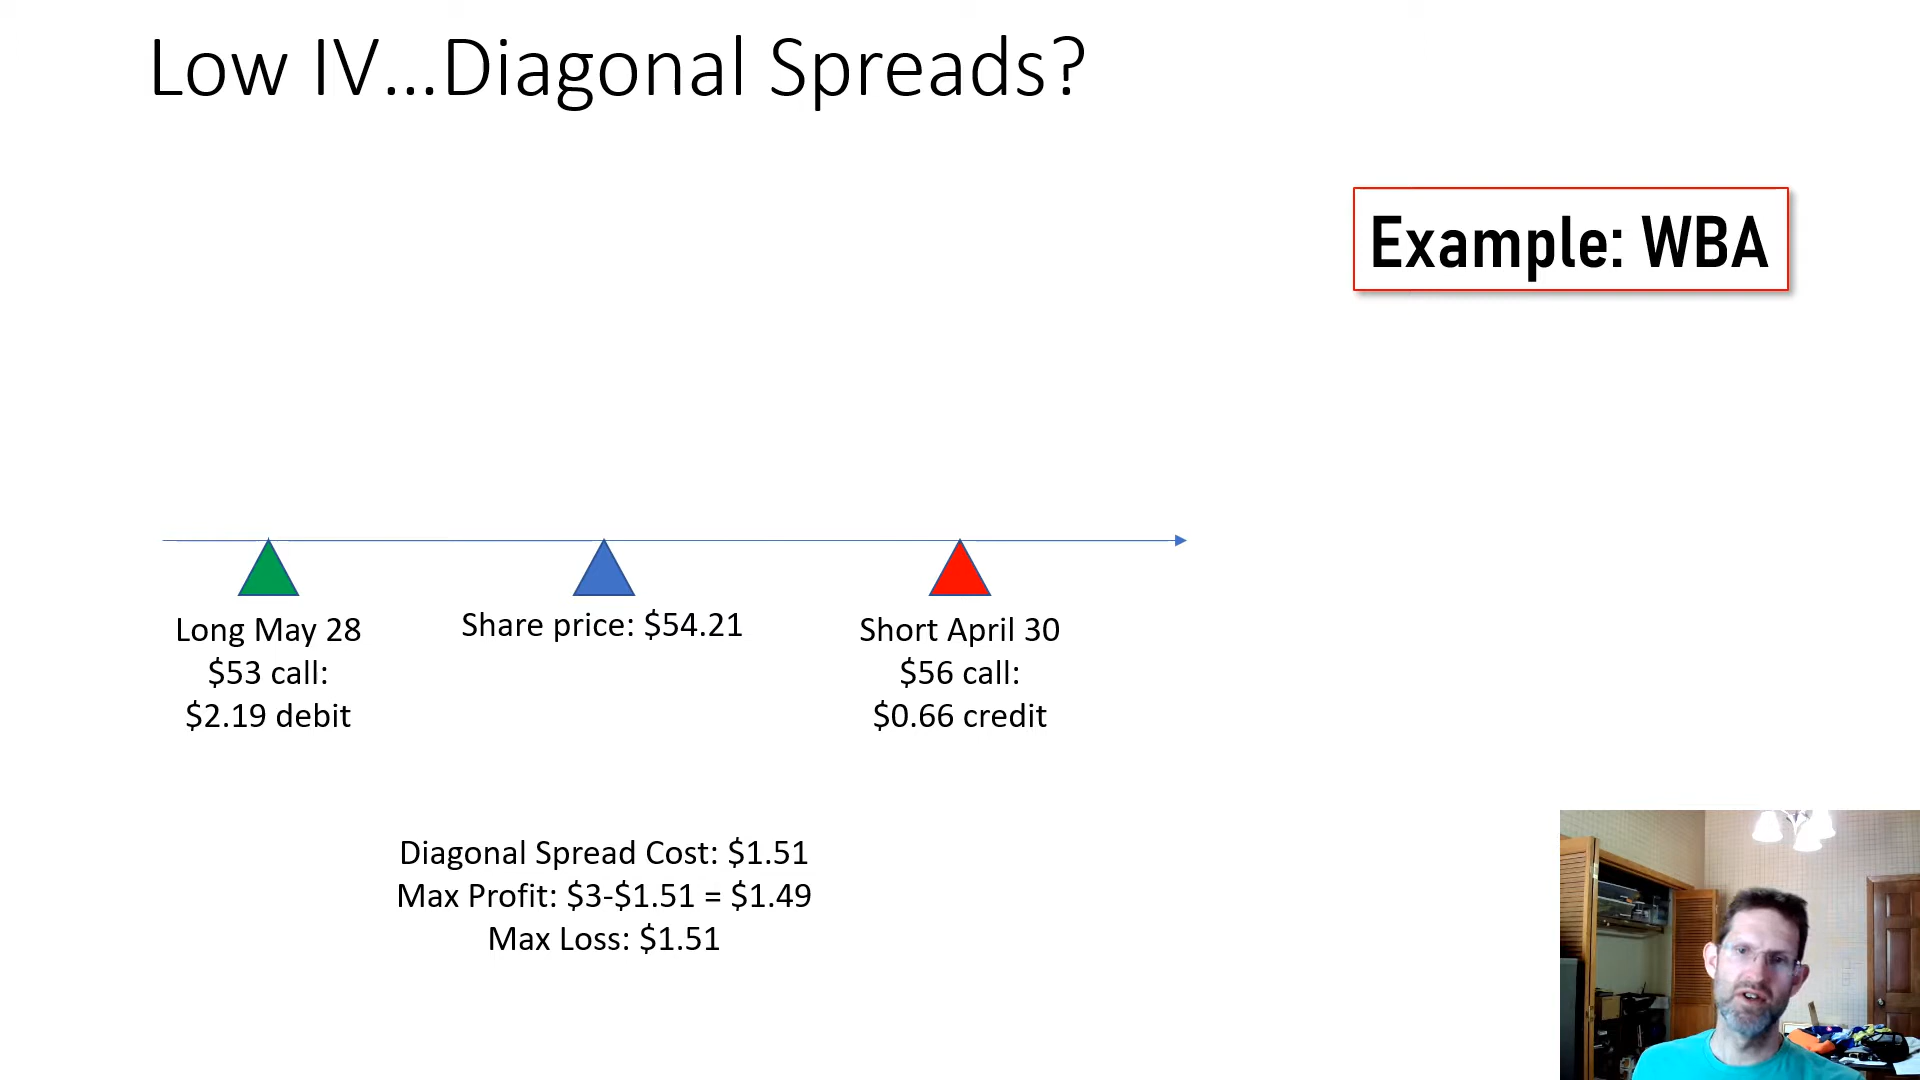 Low IV...Diagonal Spreads?
Example: WBA
Long May 28
$53 call:
$2.19 debit
Share price: $54.21
Short April 30
$56 call:
$0.66 credit
Diagonal Spread Cost: $1.51
Max Profit: $3-$1.51 = $1.49
Max Loss: $1.51